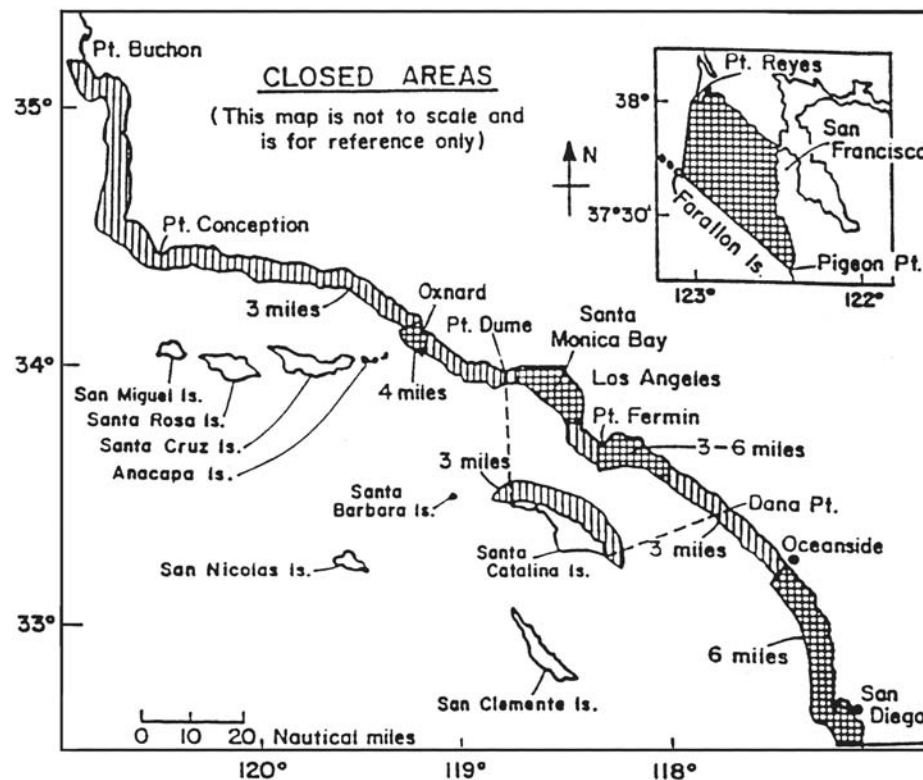 Pt. Buchon
CLOSED AREAS
(This map is not to scale and
is for reference only)
N
35°
34°
33°
Pt. Reyes
38°
San
Francisco
37°30'
Farallon Is.
Pigeon Pt.
123°
122°
Pt. Conception
3 miles
Oxnard
Pt. Dume
Santa
Monica Bay
Los Angeles
4 miles
Pt. Fermin
3-6 miles
San Miguel Is.
Santa Rosa Is.
Santa Cruz Is.
Anacapa Is.
3 miles
Santa
Barbara Is.
Dana Pt.
3 miles
Oceanside
Santa
Catalina Is.
San Nicolas Is.
6 miles
San Clemente Is.
San
Diego
0 10 20 Nautical miles
120°
119°
118°